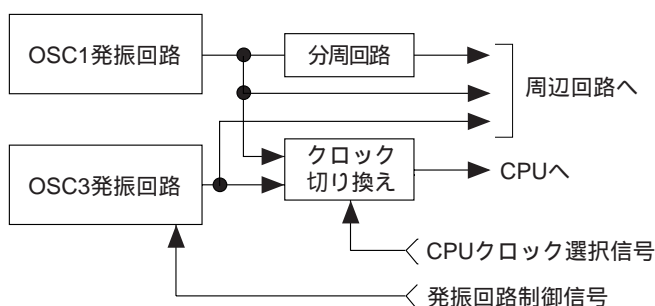 OSC1発振回路
分周回路
周辺回路へ
OSC3発振回路
クロック
切り換え
CPUへ
CPUクロック選択信号
発振回路制御信号